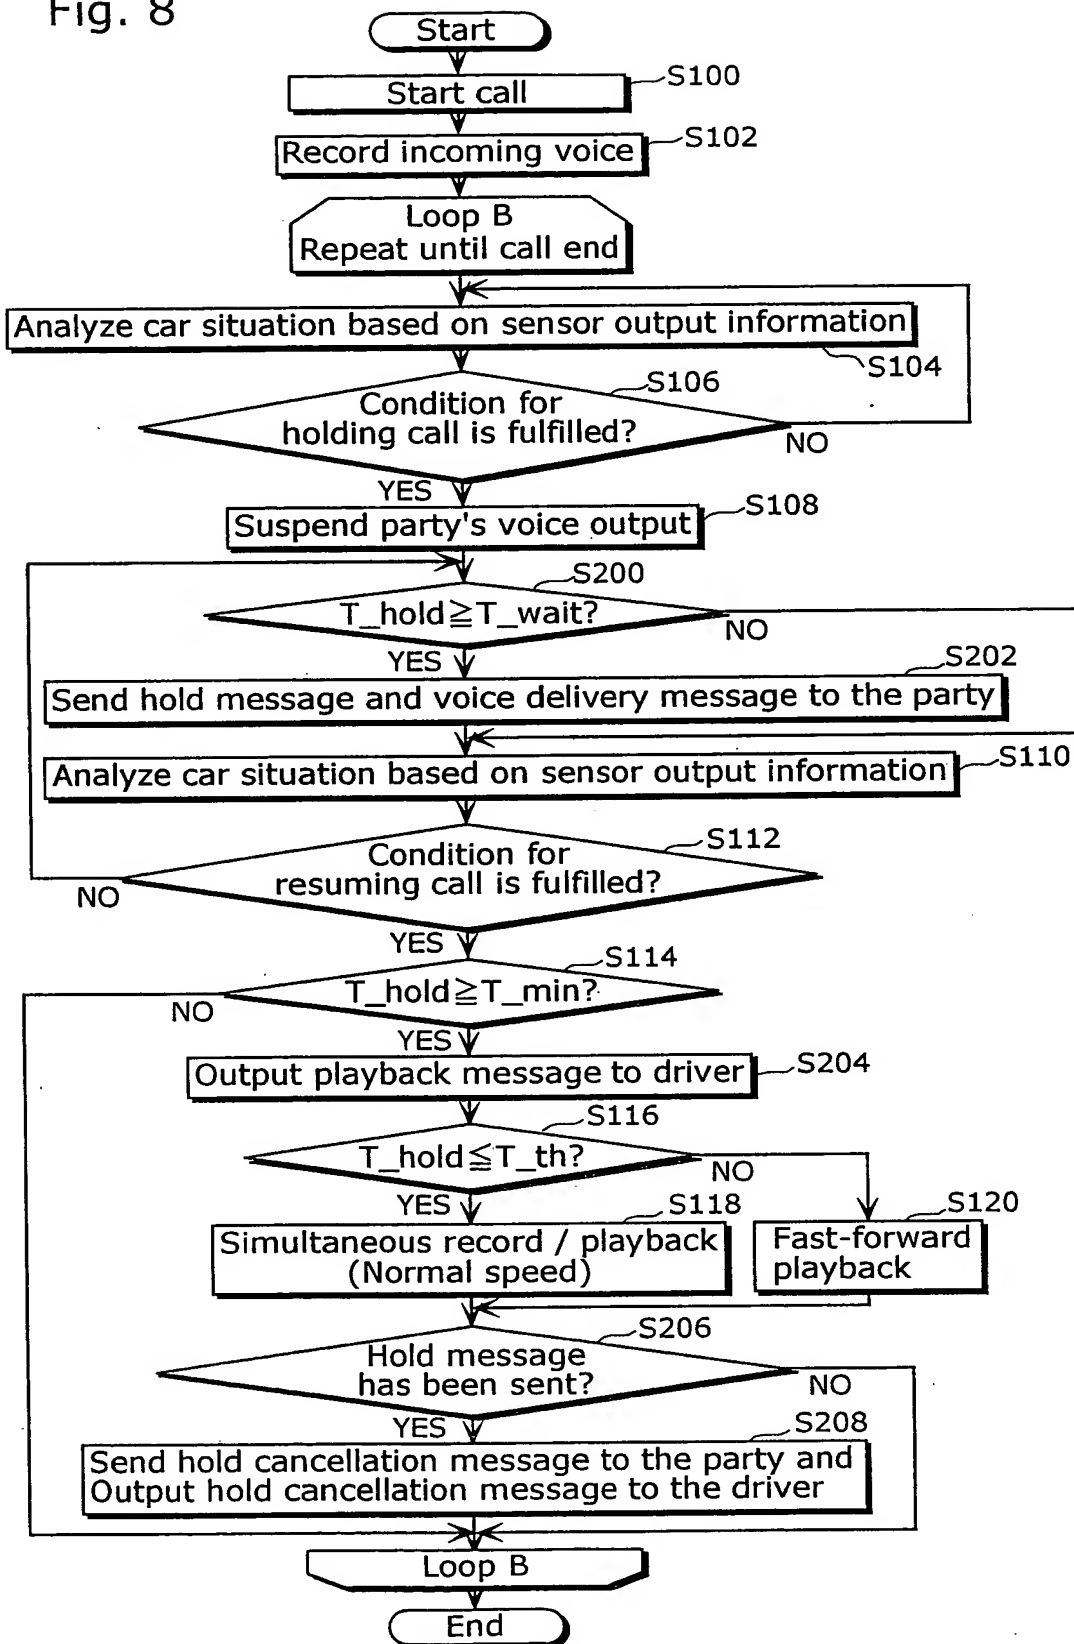 Fig. 8
Start
Start call
S100
Record incoming voice
S102
Loop B
Repeat until call end
Analyze car situation based on sensor output information
S104
S106
Condition for
holding call is fulfilled?
NO
YES
Suspend party's voice output
S108
S200
T_hold≧T_wait?
NO
YES
S202
Send hold message and voice delivery message to the party
Analyze car situation based on sensor output information
S110
S112
Condition for
resuming call is fulfilled?
NO
YES
S114
T_hold≧T_min?
NO
YES
Output playback message to driver
S204
S116
T_hold≦T_th?
NO
YES
S118
S120
Simultaneous record / playback
(Normal speed)
Fast-forward
playback
S206
Hold message
has been sent?
NO
YES
S208
Send hold cancellation message to the party and
Output hold cancellation message to the driver
Loop B
End